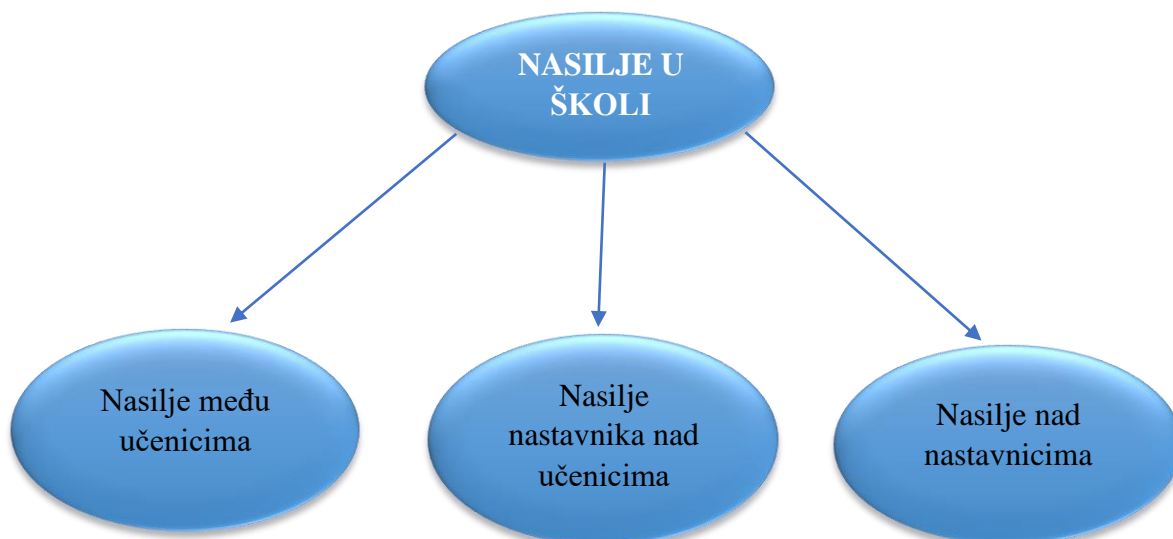 NASILJE U
ŠKOLI
Nasilje među
učenicima
Nasilje
nastavnika nad
učenicima
Nasilje nad
nastavnicima